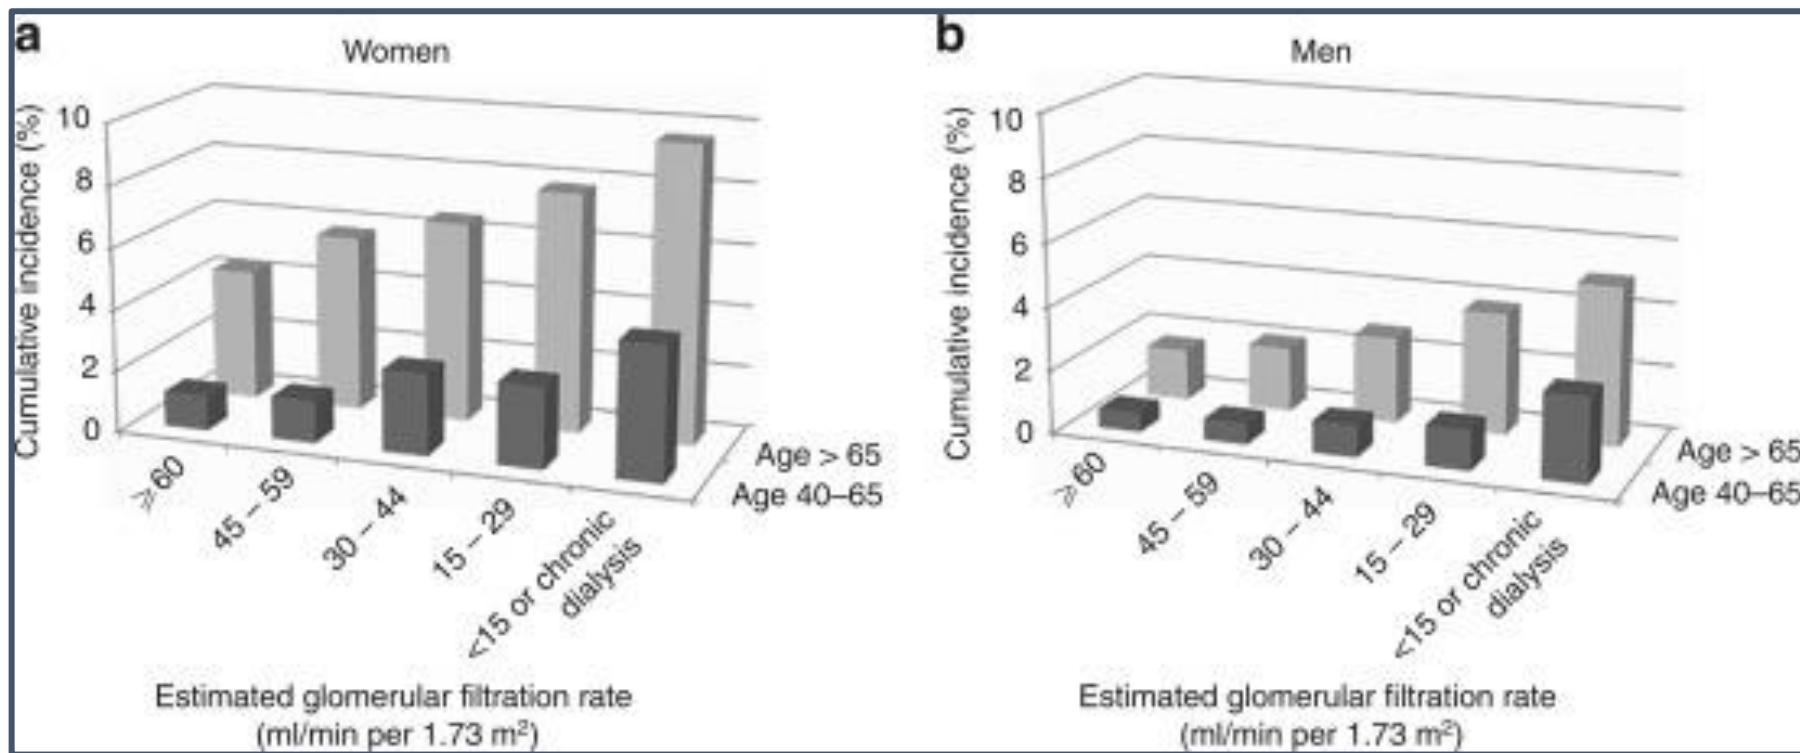 a
Women
Cumulative incidence (%)
10
8
6
4
2
0
≥60
45 – 59
30 – 44
15 – 29
<15 or chronic
dialysis
Age > 65
Age 40–65
Estimated glomerular filtration rate
(ml/min per 1.73 m²)
b
Men
Cumulative incidence (%)
10
8
6
4
2
0
≥60
45 – 59
30 – 44
15 – 29
<15 or chronic
dialysis
Age > 65
Age 40–65
Estimated glomerular filtration rate
(ml/min per 1.73 m²)